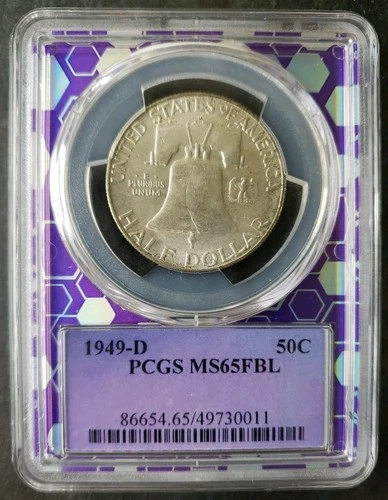 UNITED STATES OF AMERICA
E
PLURIBUS
UNUM
HALF DOLLAR
1949-D 50C
PCGS MS65FBL
86654.65/49730011